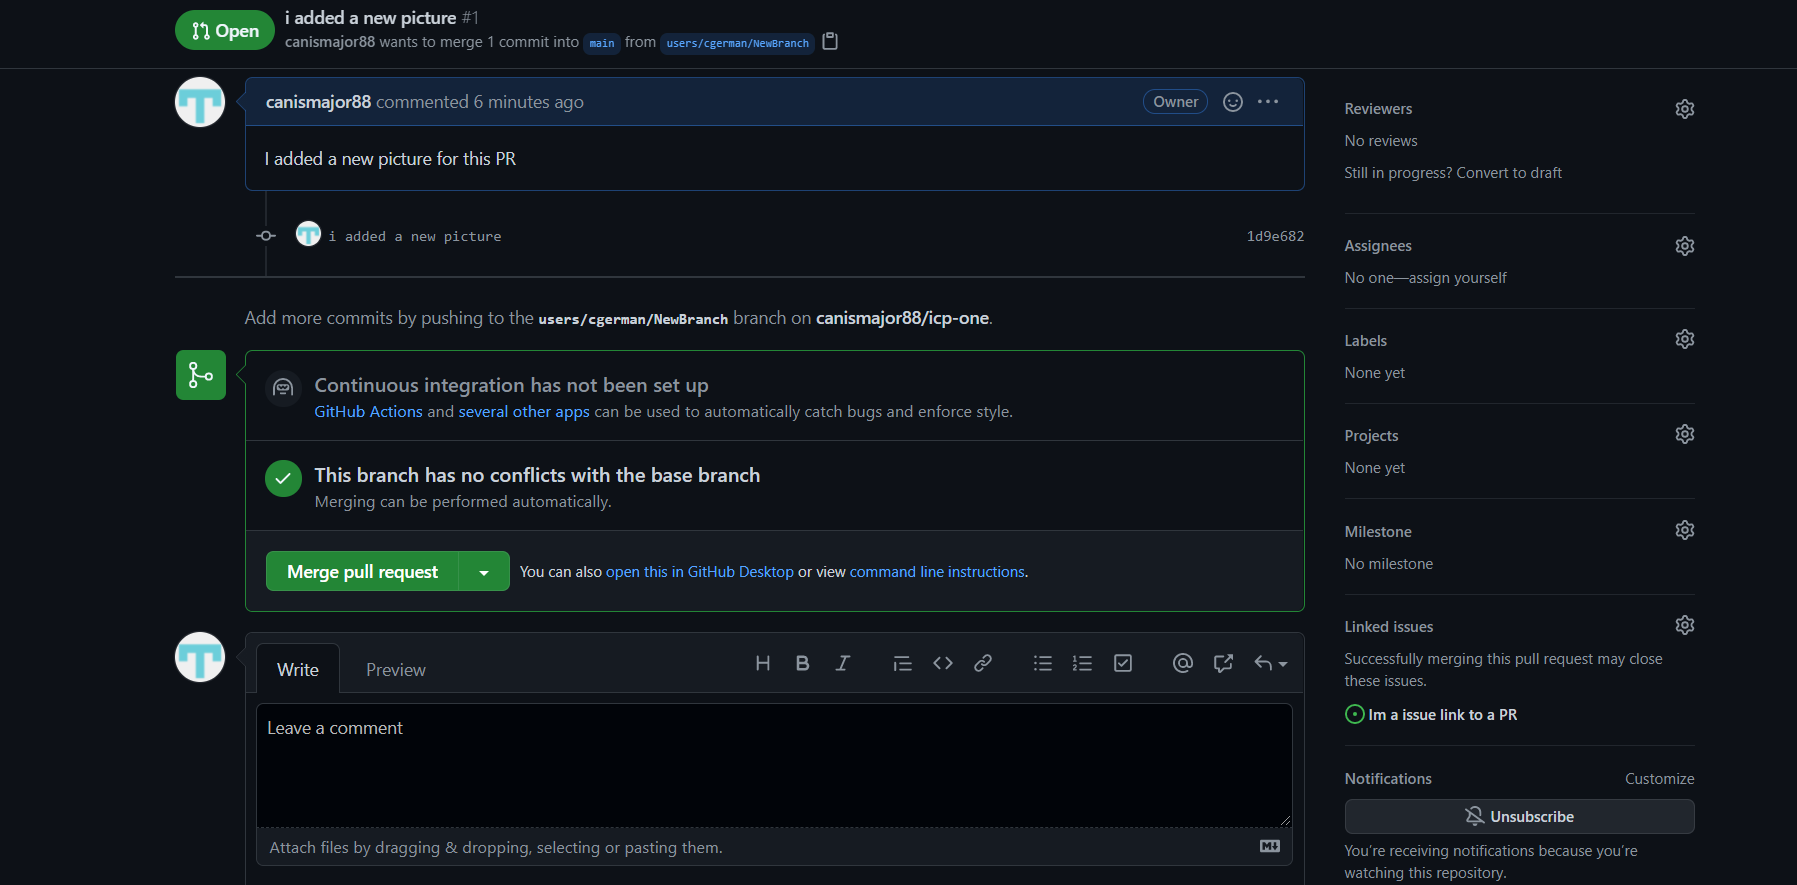 Open
i added a new picture #1
canismajor88 wants to merge 1 commit into main from users/cgerman/NewBranch
canismajor88 commented 6 minutes ago
Owner
I added a new picture for this PR
i added a new picture
1d9e682
Add more commits by pushing to the users/cgerman/NewBranch branch on canismajor88/icp-one.
Continuous integration has not been set up
GitHub Actions and several other apps can be used to automatically catch bugs and enforce style.
This branch has no conflicts with the base branch
Merging can be performed automatically.
Merge pull request
You can also open this in GitHub Desktop or view command line instructions.
Write
Preview
Leave a comment
Attach files by dragging & dropping, selecting or pasting them.
Reviewers
No reviews
Still in progress? Convert to draft
Assignees
No one—assign yourself
Labels
None yet
Projects
None yet
Milestone
No milestone
Linked issues
Successfully merging this pull request may close
these issues.
Im a issue link to a PR
Notifications
Customize
Unsubscribe
You're receiving notifications because you're
watching this repository.